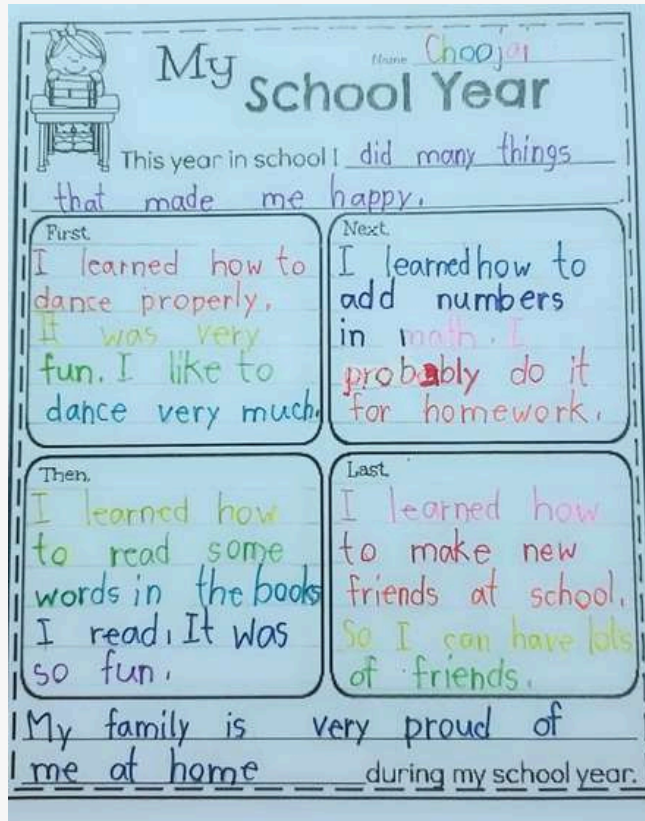 Name Choojai
My
School Year
This year in school I did many things
that made me happy.
First,
I learned how to
dance properly.
It was very
fun. I like to
dance very much.
Next,
I learned how to
add numbers
in math. I
probably do it
for homework.
Then,
I learned how
to read some
words in the books
I read. It was
so fun.
Last,
I learned how
to make new
friends at school.
So I can have lots
of friends.
My family is very proud of
me at home during my school year.